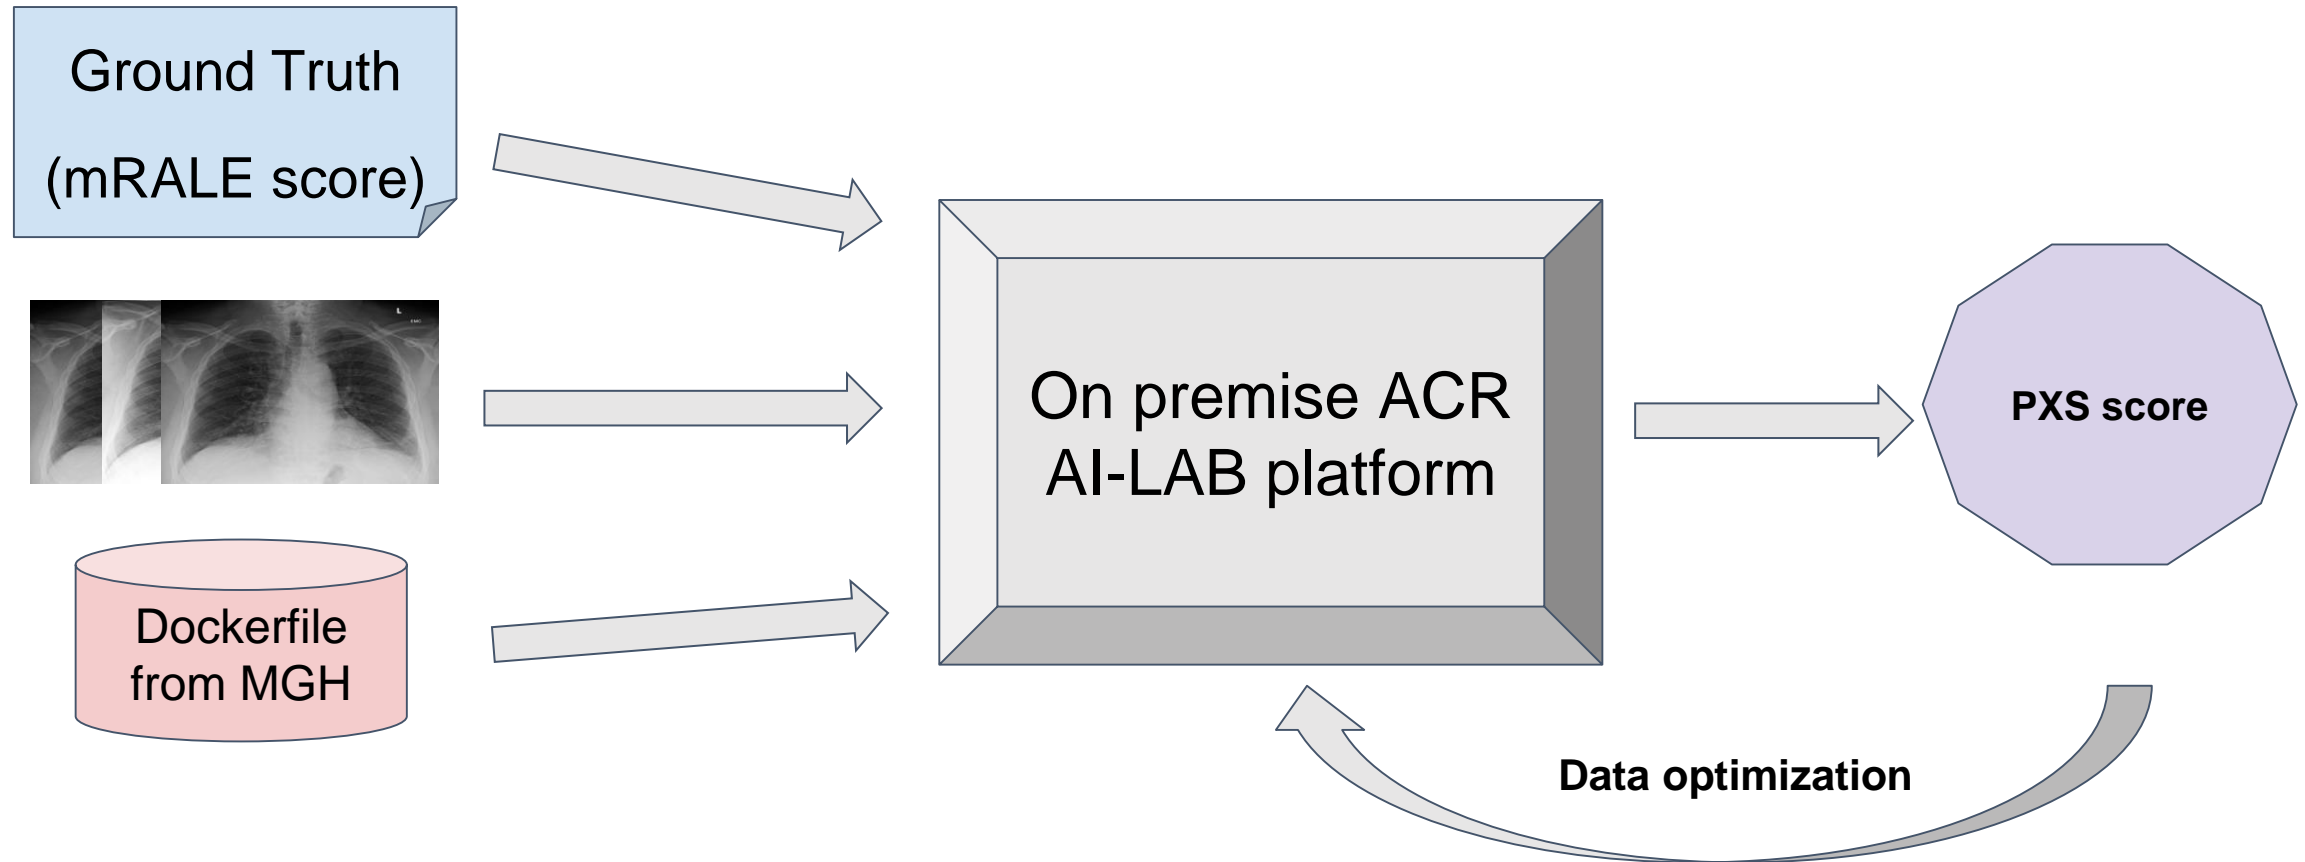 Ground Truth
(mRALE score)
L
Dockerfile
from MGH
On premise ACR
AI-LAB platform
PXS score
Data optimization